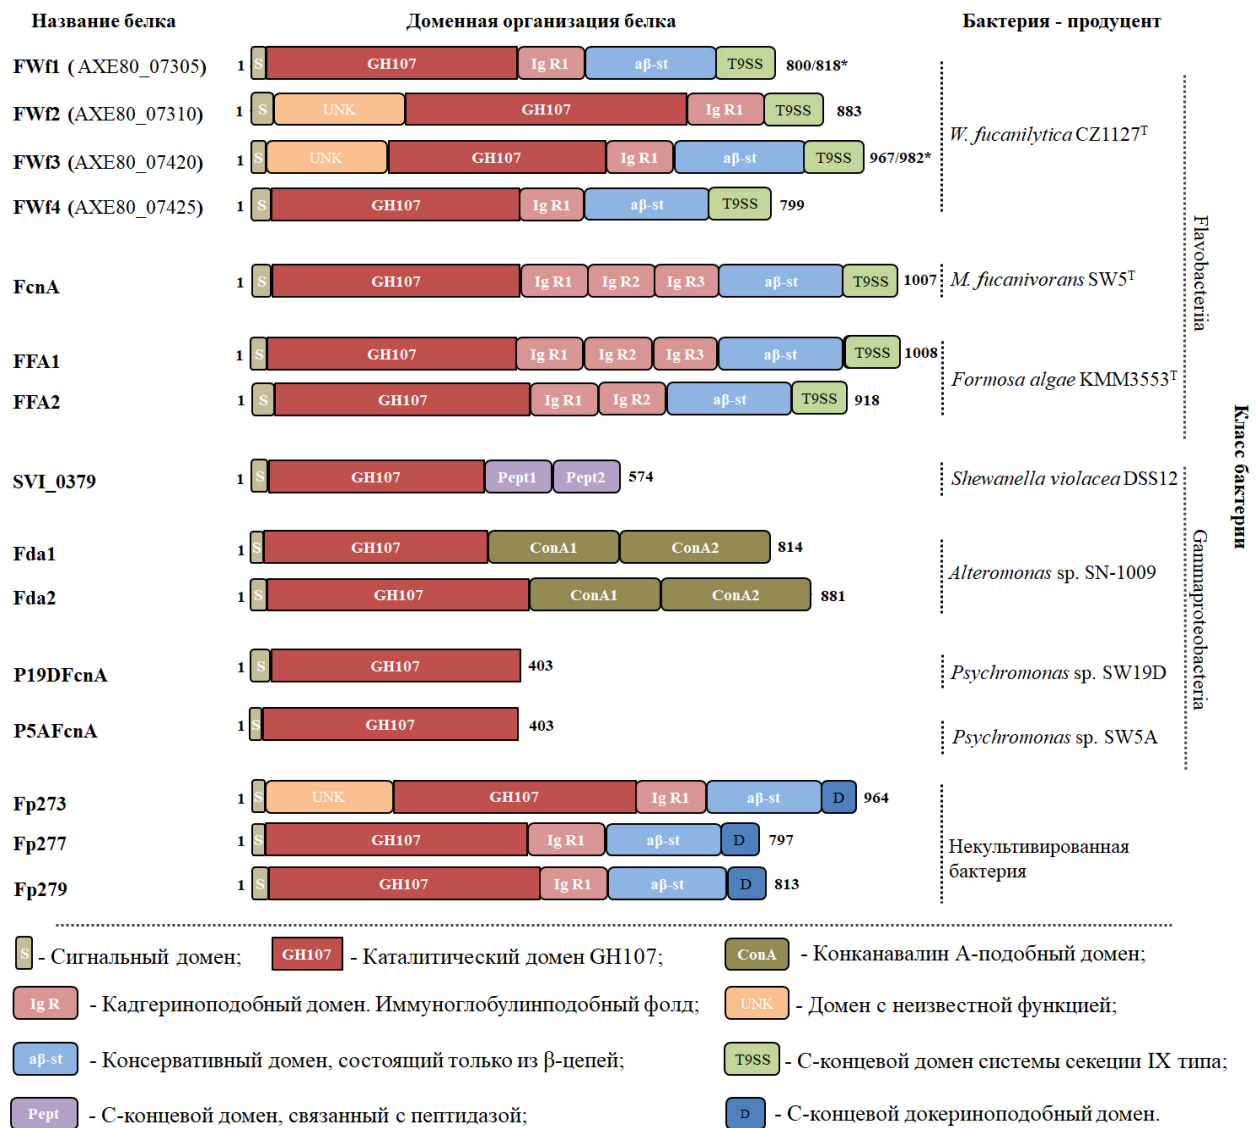 Название белка Доменная организация белка Бактерия - продуцент
FWf1 (AXE80_07305) 1 S GH107 Ig R1 aβ-st T9SS 800/818*
FWf2 (AXE80_07310) 1 S UNK GH107 Ig R1 T9SS 883
W. fucanilytica CZ1127T
FWf3 (AXE80_07420) 1 S UNK GH107 Ig R1 aβ-st T9SS 967/982*
FWf4 (AXE80_07425) 1 S GH107 Ig R1 aβ-st T9SS 799
FcnA 1 S GH107 Ig R1 Ig R2 Ig R3 aβ-st T9SS 1007 M. fucanivorans SW5T
Flavobacteriia
FFA1 1 S GH107 Ig R1 Ig R2 Ig R3 aβ-st T9SS 1008
Formosa algae KMM3553T
FFA2 1 S GH107 Ig R1 Ig R2 aβ-st T9SS 918
Класс бактерии
SVI_0379 1 S GH107 Pept1 Pept2 574 Shewanella violacea DSS12
Fda1 1 S GH107 ConA1 ConA2 814
Alteromonas sp. SN-1009
Fda2 1 S GH107 ConA1 ConA2 881
Gammaproteobacteria
P19DFcnA 1 S GH107 403 Psychromonas sp. SW19D
P5AFcnA 1 S GH107 403 Psychromonas sp. SW5A
Fp273 1 S UNK GH107 Ig R1 aβ-st D 964
Fp277 1 S GH107 Ig R1 aβ-st D 797
Некультивированная
бактерия
Fp279 1 S GH107 Ig R1 aβ-st D 813
S - Сигнальный домен; GH107 - Каталитический домен GH107; ConA - Конканавалин А-подобный домен;
Ig R - Кадгериноподобный домен. Иммуноглобулинподобный фолд; UNK - Домен с неизвестной функцией;
aβ-st - Консервативный домен, состоящий только из β-цепей; T9SS - С-концевой домен системы секеции IX типа;
Pept - С-концевой домен, связанный с пептидазой; D - С-концевой докериноподобный домен.